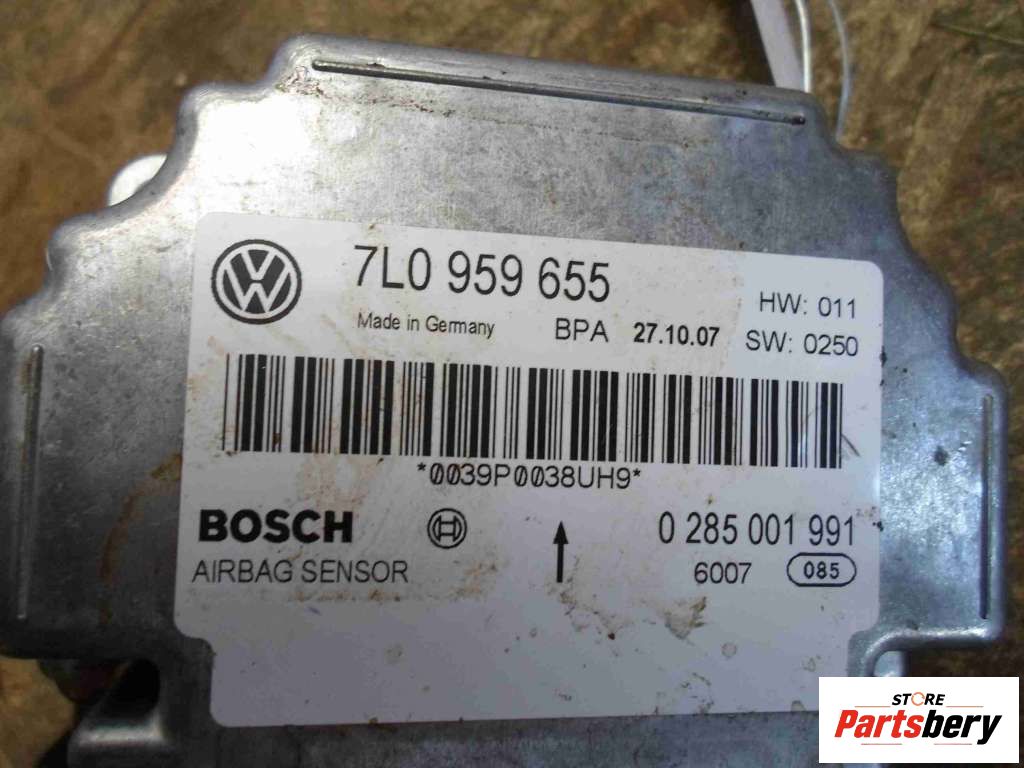 7L0 959 655
HW: 011
Made in Germany BPA 27.10.07 SW: 0250
*0039P0038UH9*
BOSCH 0 285 001 991
AIRBAG SENSOR 6007 085
STORE
Partsbery